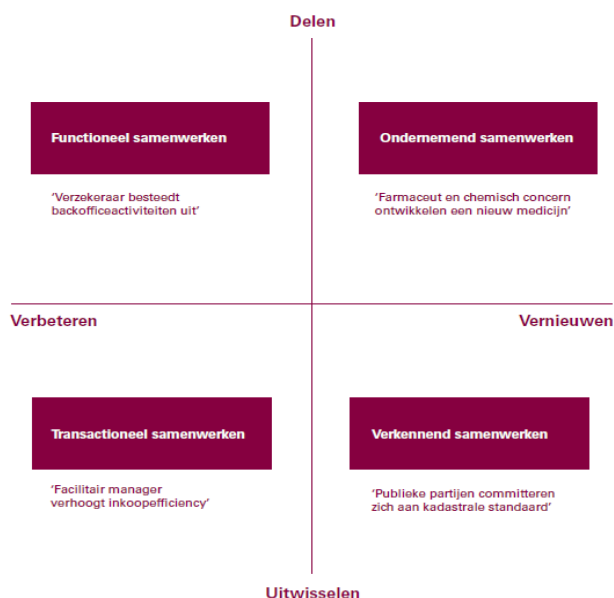 Delen
Functioneel samenwerken
Ondernemend samenwerken
‘Verzekeraar besteedt
backofficeactiviteiten uit’
‘Farmaceut en chemisch concern
ontwikkelen een nieuw medicijn’
Verbeteren
Vernieuwen
Transactioneel samenwerken
Verkennend samenwerken
‘Facilitair manager
verhoogt inkoopefficiency’
‘Publieke partijen committeren
zich aan kadastrale standaard’
Uitwisselen